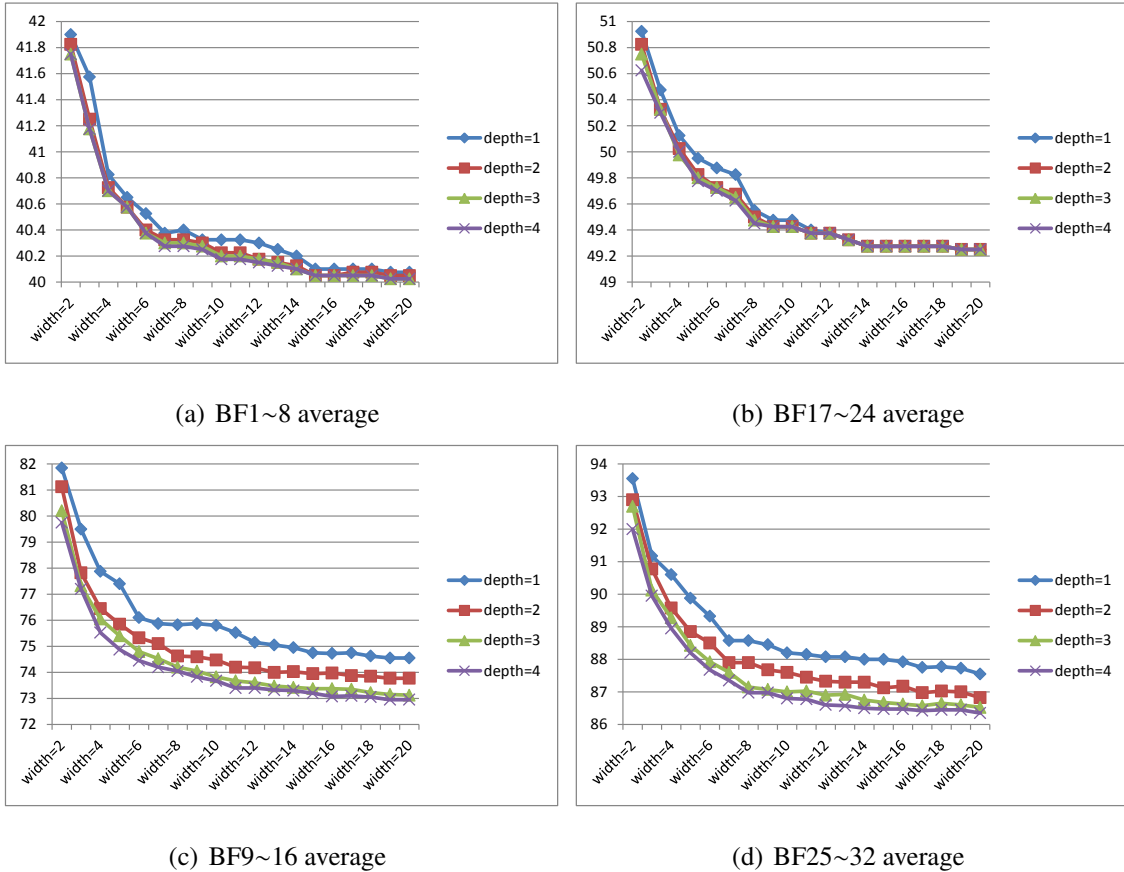 42
41.8
41.6
41.4
41.2
41
40.8
40.6
40.4
40.2
40
width=2
width=4
width=6
width=8
width=10
width=12
width=14
width=16
width=18
width=20
depth=1
depth=2
depth=3
depth=4
(a) BF1~8 average
51
50.8
50.6
50.4
50.2
50
49.8
49.6
49.4
49.2
49
width=2
width=4
width=6
width=8
width=10
width=12
width=14
width=16
width=18
width=20
depth=1
depth=2
depth=3
depth=4
(b) BF17~24 average
82
81
80
79
78
77
76
75
74
73
72
width=2
width=4
width=6
width=8
width=10
width=12
width=14
width=16
width=18
width=20
depth=1
depth=2
depth=3
depth=4
(c) BF9~16 average
94
93
92
91
90
89
88
87
86
width=2
width=4
width=6
width=8
width=10
width=12
width=14
width=16
width=18
width=20
depth=1
depth=2
depth=3
depth=4
(d) BF25~32 average